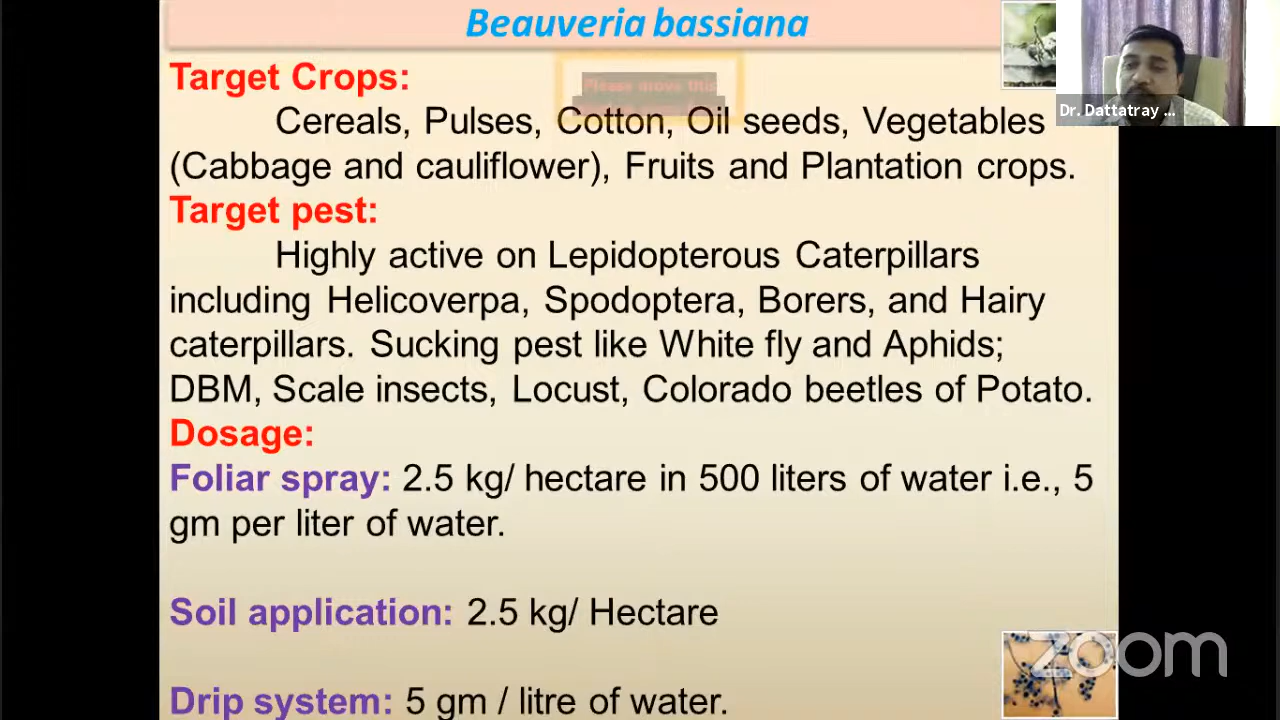 Beauveria bassiana
Target Crops:
Please move this
Cereals, Pulses, Cotton, Oil seeds, Vegetables
(Cabbage and cauliflower), Fruits and Plantation crops.
Target pest:
Highly active on Lepidopterous Caterpillars
including Helicoverpa, Spodoptera, Borers, and Hairy
caterpillars. Sucking pest like White fly and Aphids;
DBM, Scale insects, Locust, Colorado beetles of Potato.
Dosage:
Foliar spray: 2.5 kg/ hectare in 500 liters of water i.e., 5
gm per liter of water.
Soil application: 2.5 kg/ Hectare
Drip system: 5 gm / litre of water.
Dr. Dattatray ...
zoom